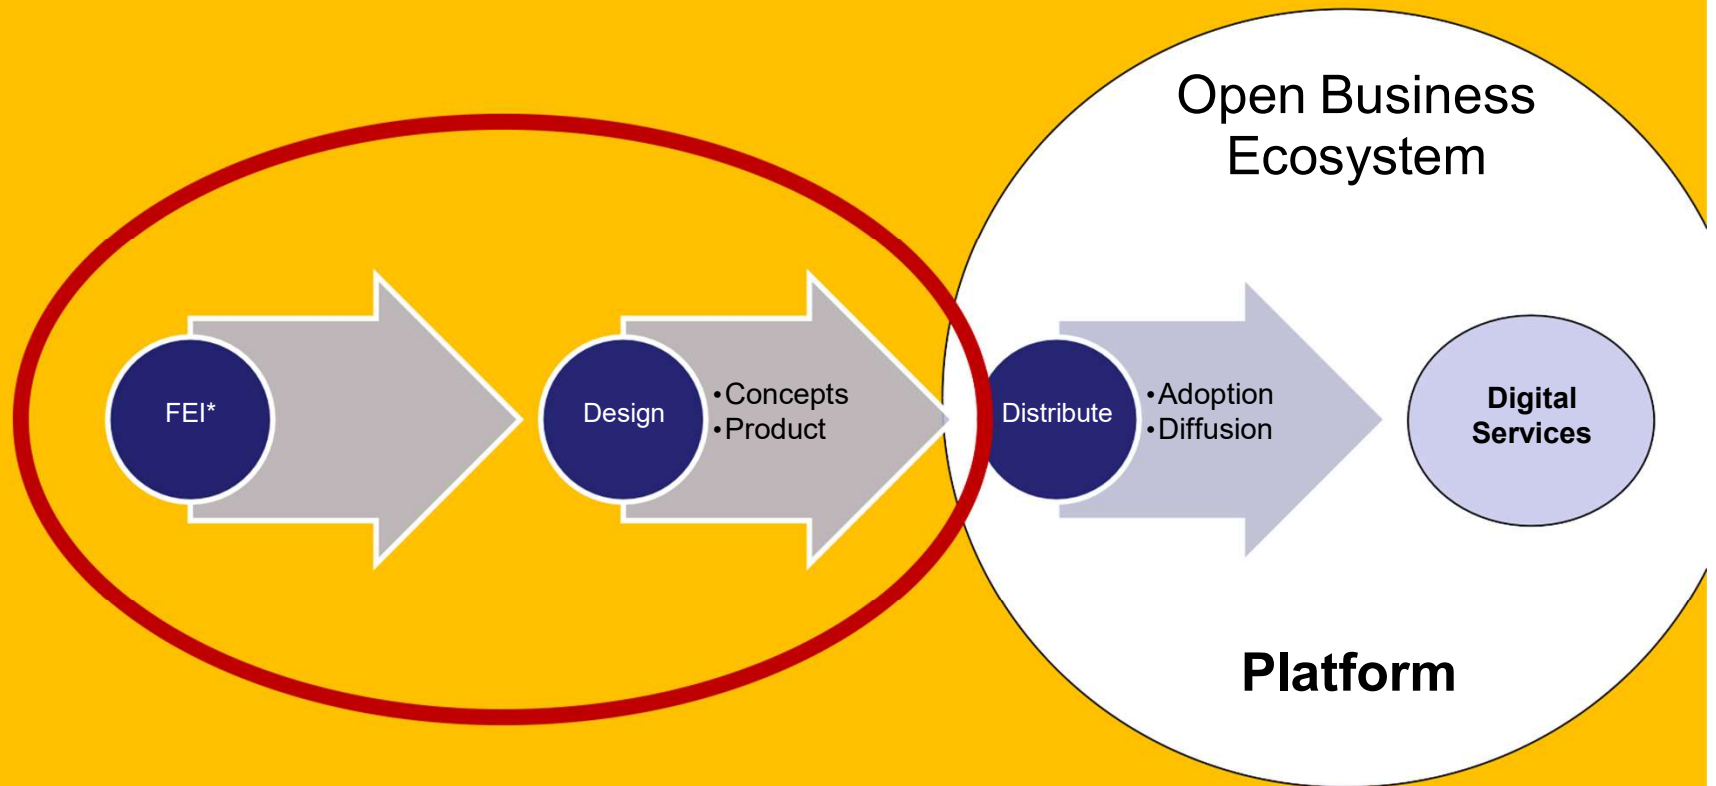 Open Business
Ecosystem
FEI*
Design
•Concepts
•Product
Distribute
•Adoption
•Diffusion
Digital
Services
Platform